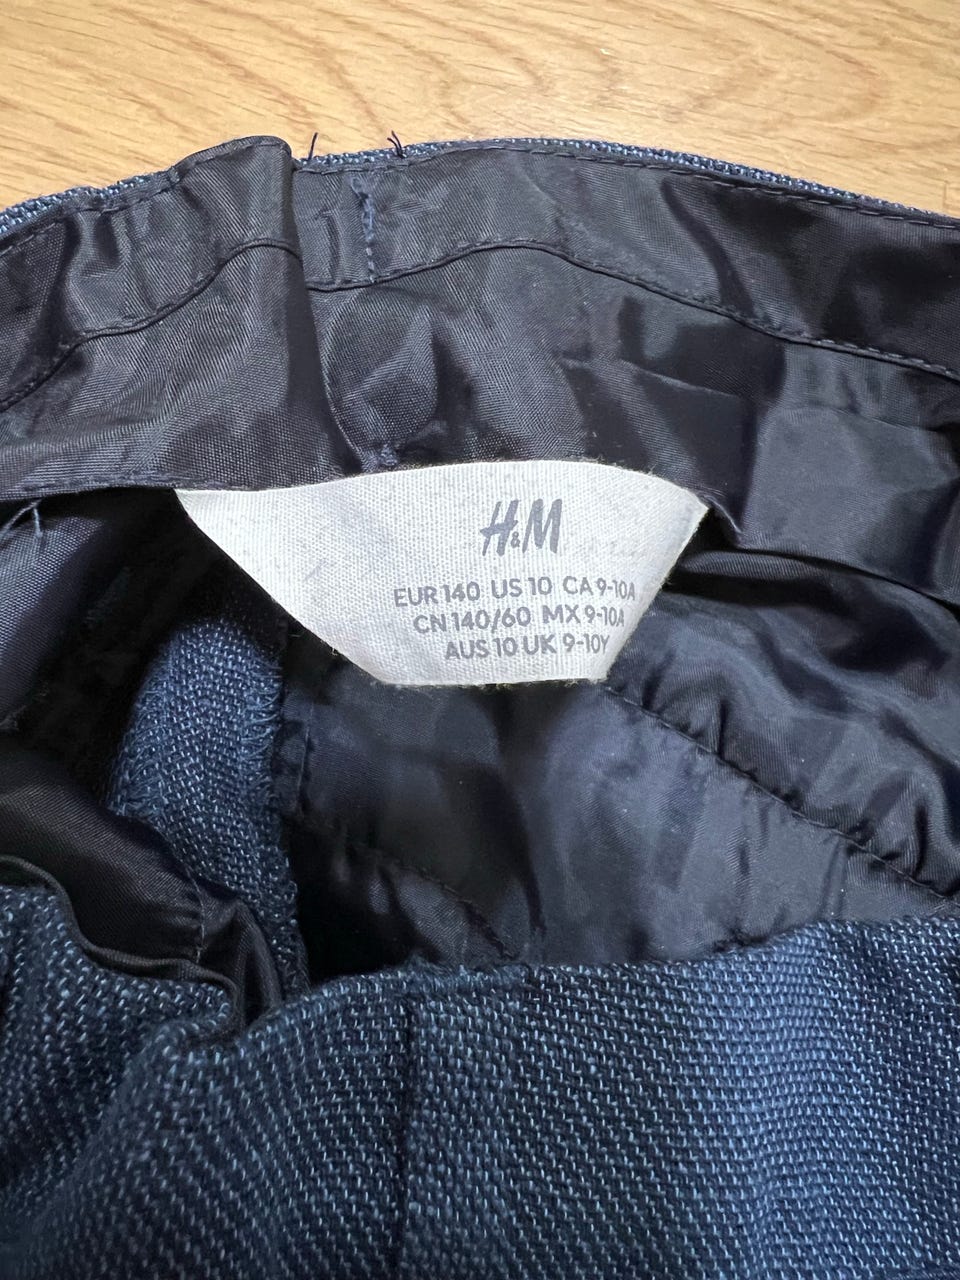 H&M
EUR 140 US 10 CA 9-10A
CN 140/60 MX 9-10A
AUS 10 UK 9-10Y